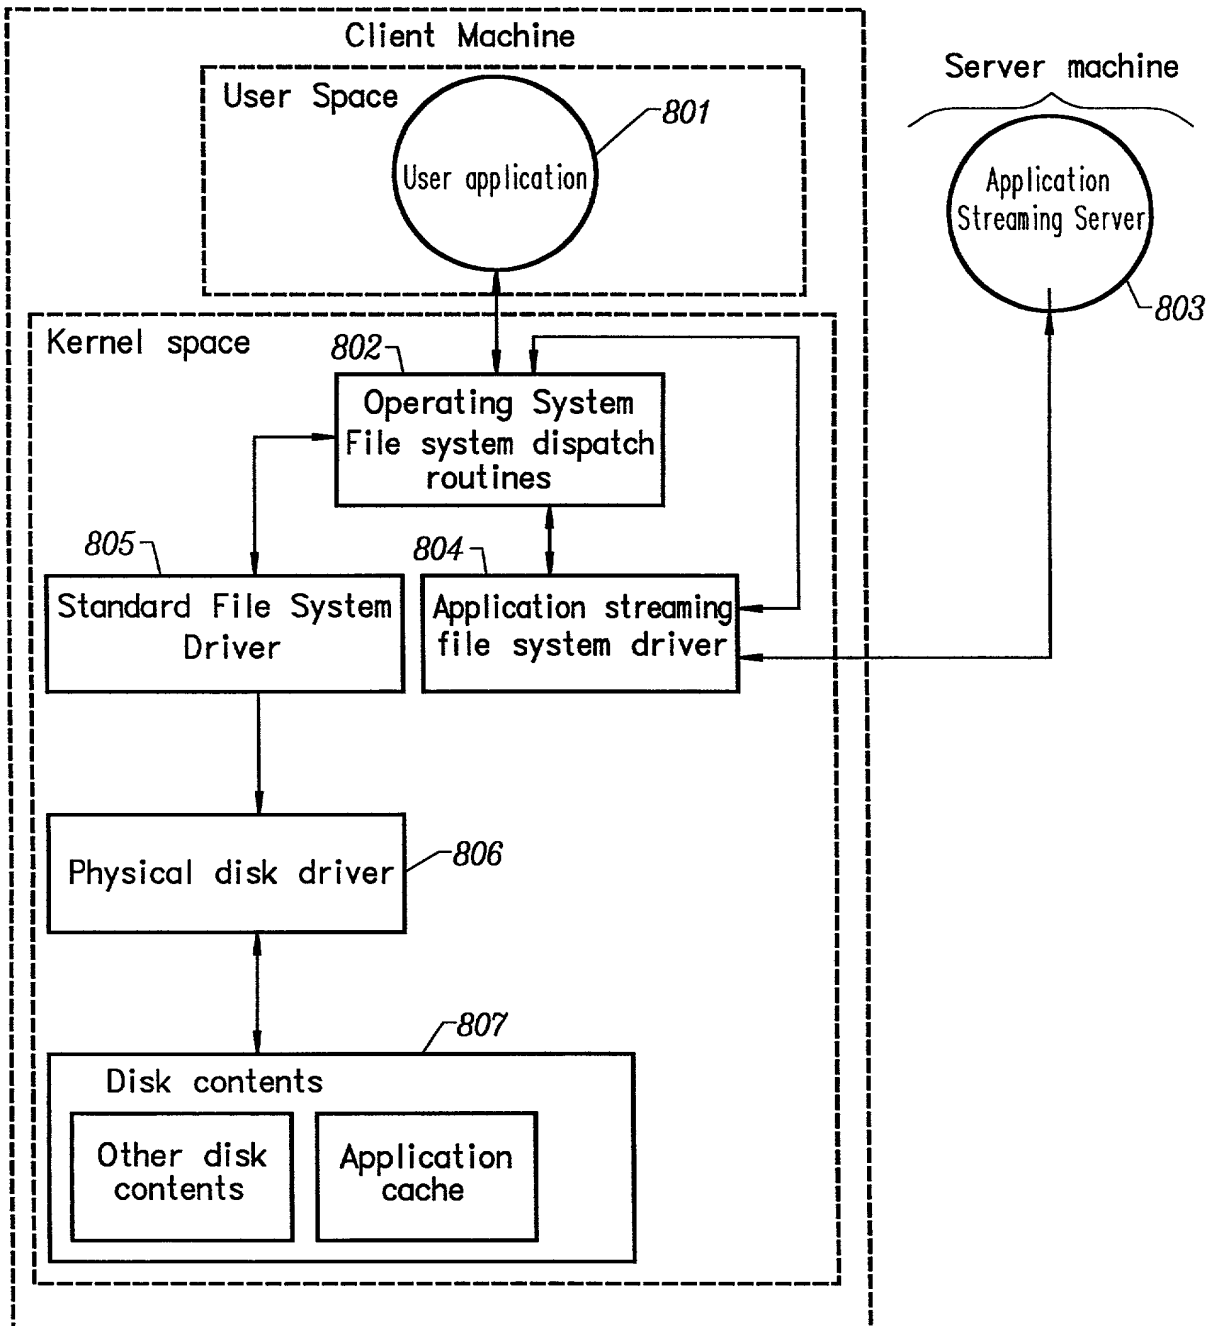 Client Machine
Server machine
User Space
801
User application
Application
Streaming Server
803
Kernel space
802
Operating System
File system dispatch
routines
805
804
Standard File System
Driver
Application streaming
file system driver
Physical disk driver
806
807
Disk contents
Other disk
contents
Application
cache